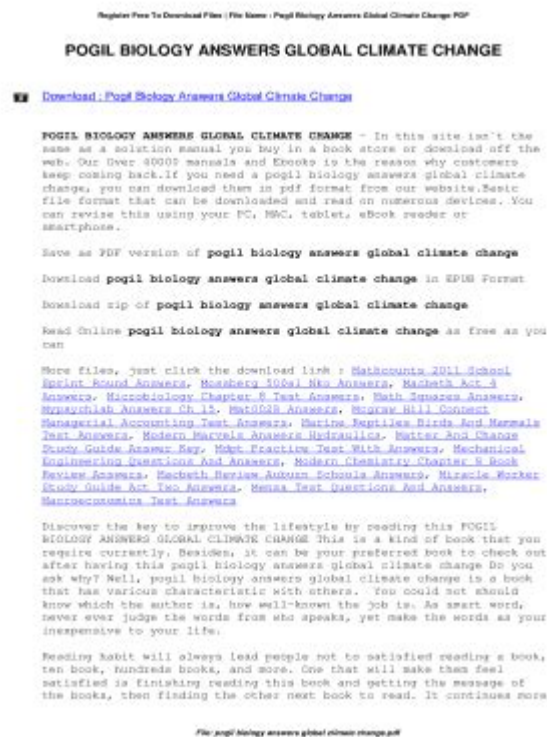 Register Free To Download Files | File Name : Pogil Biology Answers Global Climate Change PDF
POGIL BIOLOGY ANSWERS GLOBAL CLIMATE CHANGE
Download : Pogil Biology Answers Global Climate Change
POGIL BIOLOGY ANSWERS GLOBAL CLIMATE CHANGE - In this site isn't the
same as a solution manual you buy in a book store or download off the
web. Our Over 40000 manuals and Ebooks is the reason why customers
keep coming back.If you need a pogil biology answers global climate
change, you can download them in pdf format from our website.Basic
file format that can be downloaded and read on numerous devices. You
can revise this using your PC, MAC, tablet, eBook reader or
smartphone.
Save as PDF version of pogil biology answers global climate change
Download pogil biology answers global climate change in EPUB Format
Download zip of pogil biology answers global climate change
Read Online pogil biology answers global climate change as free as you
can
More files, just click the download link : Mathcounts 2011 School
Sprint Round Answers, Mossberg 500a1 Nko Answers, Macbeth Act 4
Answers, Microbiology Chapter 8 Test Answers, Math Squares Answers,
Mypsychlab Answers Ch 15, Mat0028 Answers, Mcgraw Hill Connect
Managerial Accounting Test Answers, Marine Reptiles Birds And Mammals
Test Answers, Modern Marvels Answers Hydraulics, Matter And Change
Study Guide Answer Key, Mdpt Practice Test With Answers, Mechanical
Engineering Questions And Answers, Modern Chemistry Chapter 8 Book
Review Answers, Macbeth Review Auburn Schools Answers, Miracle Worker
Study Guide Act Two Answers, Mensa Test Questions And Answers,
Macroeconomics Test Answers
Discover the key to improve the lifestyle by reading this POGIL
BIOLOGY ANSWERS GLOBAL CLIMATE CHANGE This is a kind of book that you
require currently. Besides, it can be your preferred book to check out
after having this pogil biology answers global climate change Do you
ask why? Well, pogil biology answers global climate change is a book
that has various characteristic with others. You could not should
know which the author is, how well-known the job is. As smart word,
never ever judge the words from who speaks, yet make the words as your
inexpensive to your life.
Reading habit will always lead people not to satisfied reading a book,
ten book, hundreds books, and more. One that will make them feel
satisfied is finishing reading this book and getting the message of
the books, then finding the other next book to read. It continues more
File: pogil biology answers global climate change.pdf